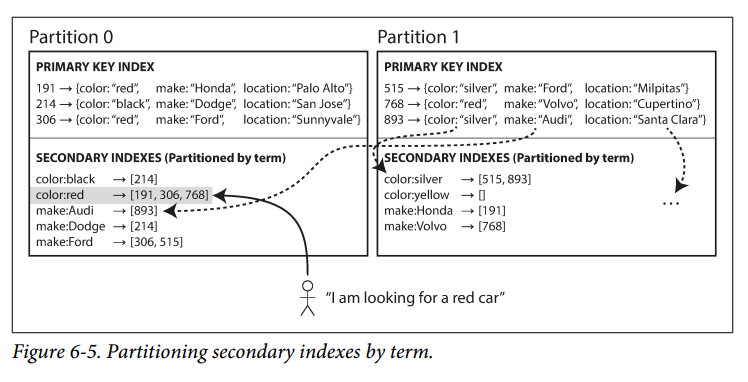 Partition 0
PRIMARY KEY INDEX
191 → {color: “red”, make: “Honda”, location: “Palo Alto”}
214 → {color: “black”, make: “Dodge”, location: “San Jose”}
306 → {color: “red”, make: “Ford”, location: “Sunnyvale”}
SECONDARY INDEXES (Partitioned by term)
color:black → [214]
color:red → [191, 306, 768]
make:Audi → [893]
make:Dodge → [214]
make:Ford → [306, 515]
Partition 1
PRIMARY KEY INDEX
515 → {color: “silver”, make: “Ford”, location: “Milpitas”}
768 → {color: “red”, make: “Volvo”, location: “Cupertino”}
893 → {color: “silver”, make: “Audi”, location: “Santa Clara”}
SECONDARY INDEXES (Partitioned by term)
color:silver → [515, 893]
color:yellow → []
make:Honda → [191]
make:Volvo → [768]
...
“I am looking for a red car”
Figure 6-5. Partitioning secondary indexes by term.